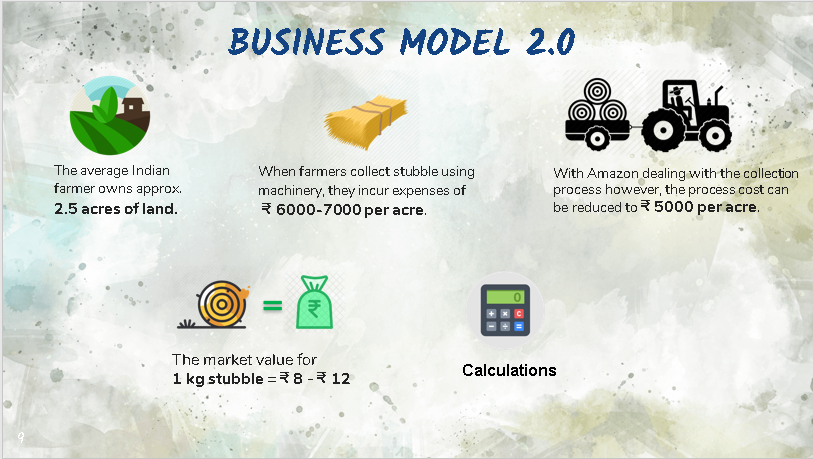 BUSINESS MODEL 2.0
The average Indian
farmer owns approx.
2.5 acres of land.
When farmers collect stubble using
machinery, they incur expenses of
₹ 6000-7000 per acre.
With Amazon dealing with the collection
process however, the process cost can
be reduced to ₹ 5000 per acre.
₹
The market value for
1 kg stubble = ₹ 8 - ₹ 12
0
+ × C
- ÷ =
Calculations
9